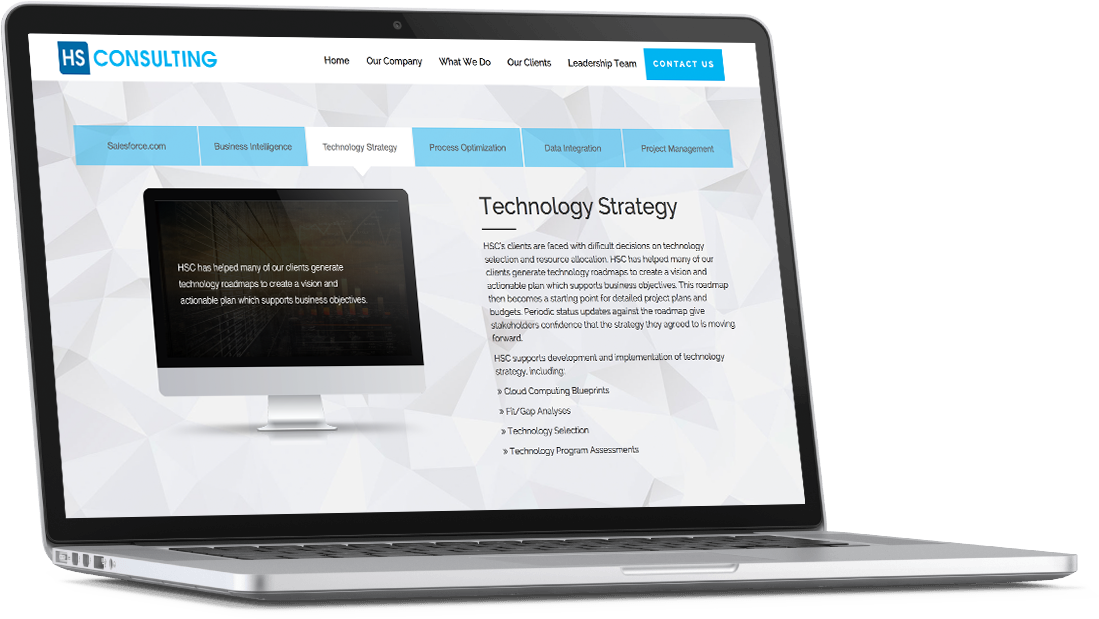 HS CONSULTING
Home Our Company What We Do Our Clients Leadership Team CONTACT US
Salesforce.com Business Intelligence Technology Strategy Process Optimization Data Integration Project Management
HSC has helped many of our clients generate
technology roadmaps to create a vision and
actionable plan which supports business objectives.
Technology Strategy
HSC's clients are faced with difficult decisions on technology
selection and resource allocation. HSC has helped many of our
clients generate technology roadmaps to create a vision and
actionable plan which supports business objectives. This roadmap
then becomes a starting point for detailed project plans and
budgets. Periodic status updates against the roadmap give
stakeholders confidence that the strategy they agreed to is moving
forward.
HSC supports development and implementation of technology
strategy, including:
» Cloud Computing Blueprints
» Fit/Gap Analyses
» Technology Selection
» Technology Program Assessments